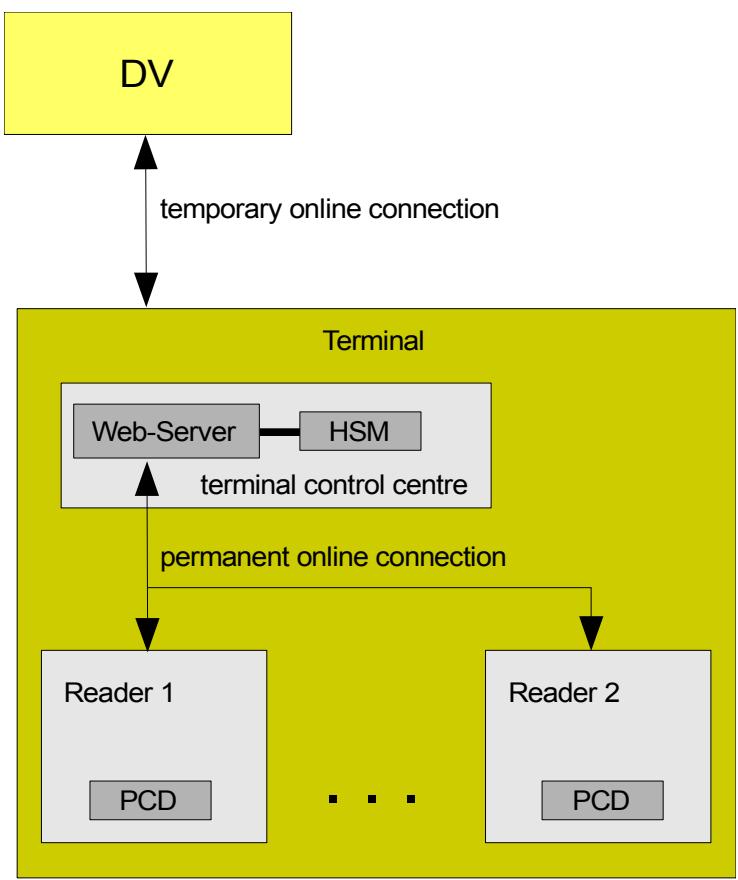 DV
temporary online connection
Terminal
Web-Server
HSM
terminal control centre
permanent online connection
Reader 1
Reader 2
PCD
. . .
PCD